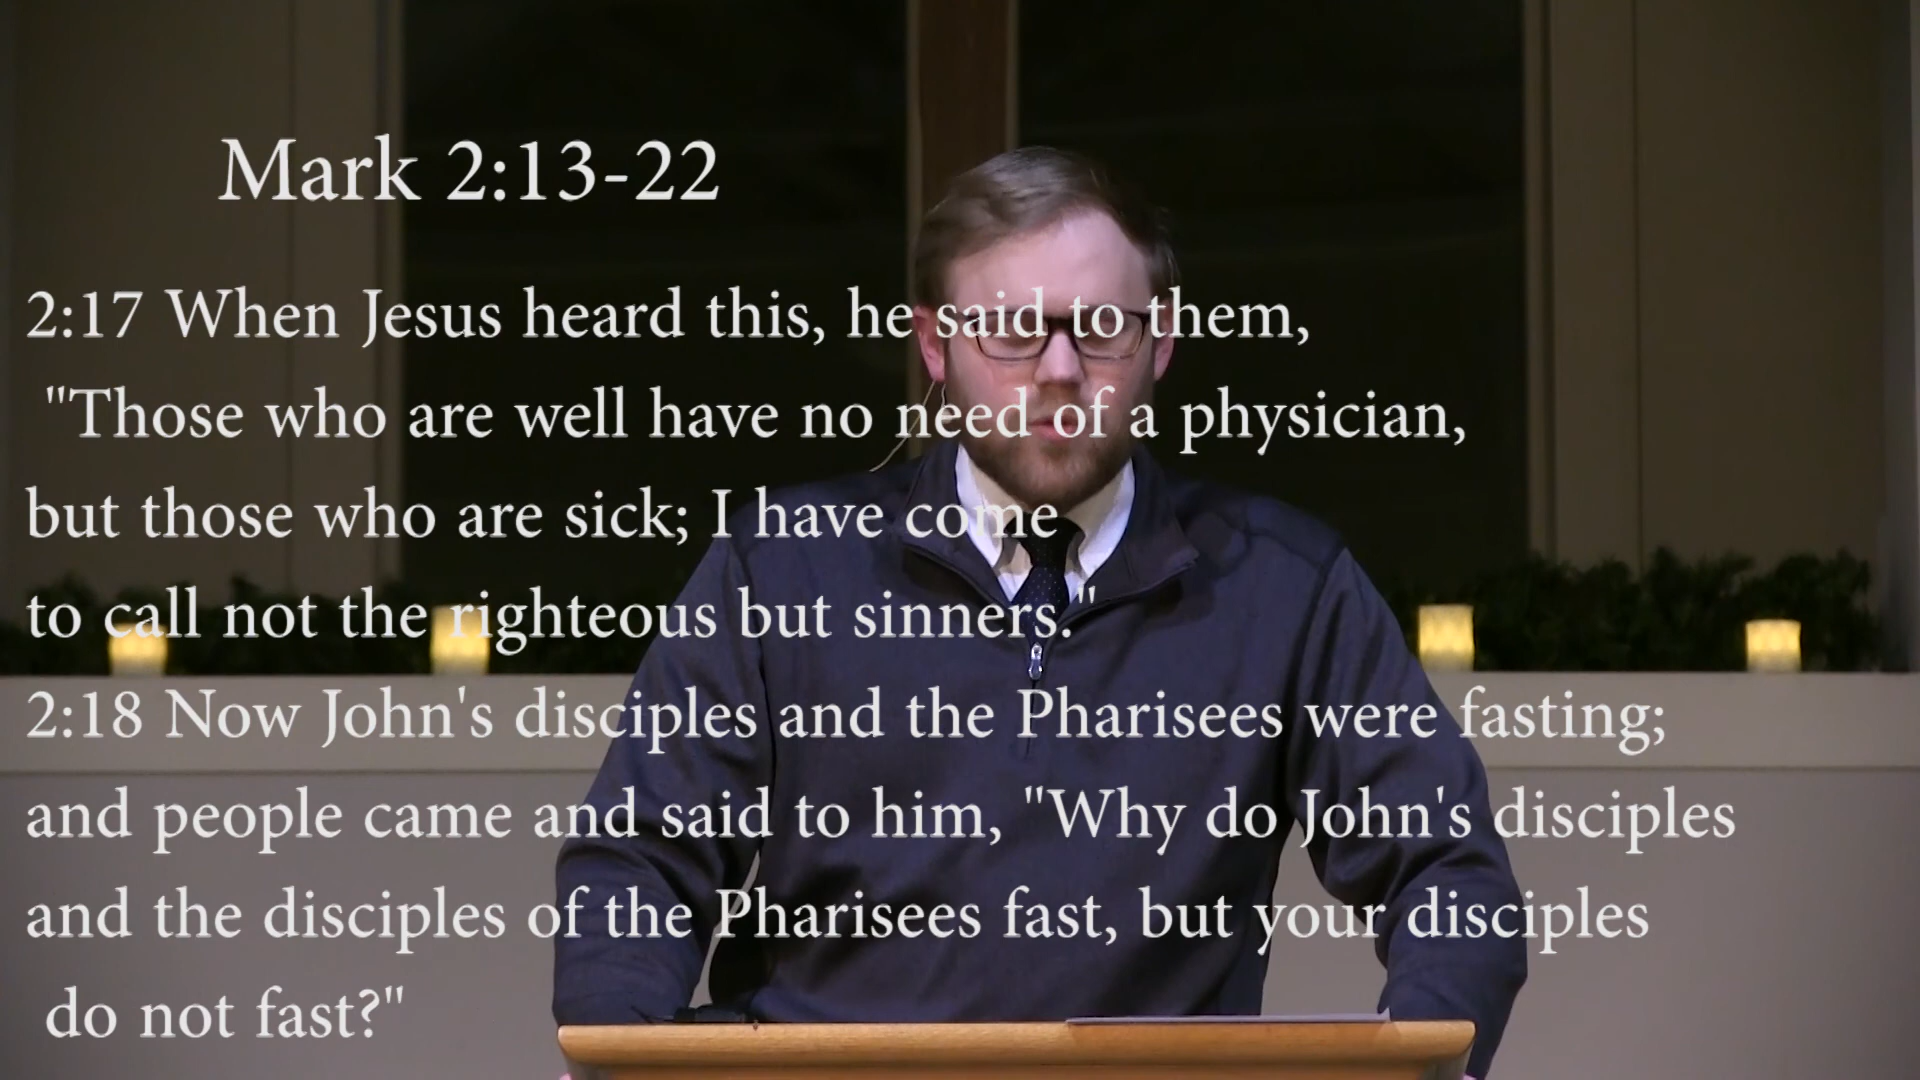 Mark 2:13-22
2:17 When Jesus heard this, he said to them,
"Those who are well have no need of a physician,
but those who are sick; I have come
to call not the righteous but sinners."
2:18 Now John's disciples and the Pharisees were fasting;
and people came and said to him, "Why do John's disciples
and the disciples of the Pharisees fast, but your disciples
do not fast?"